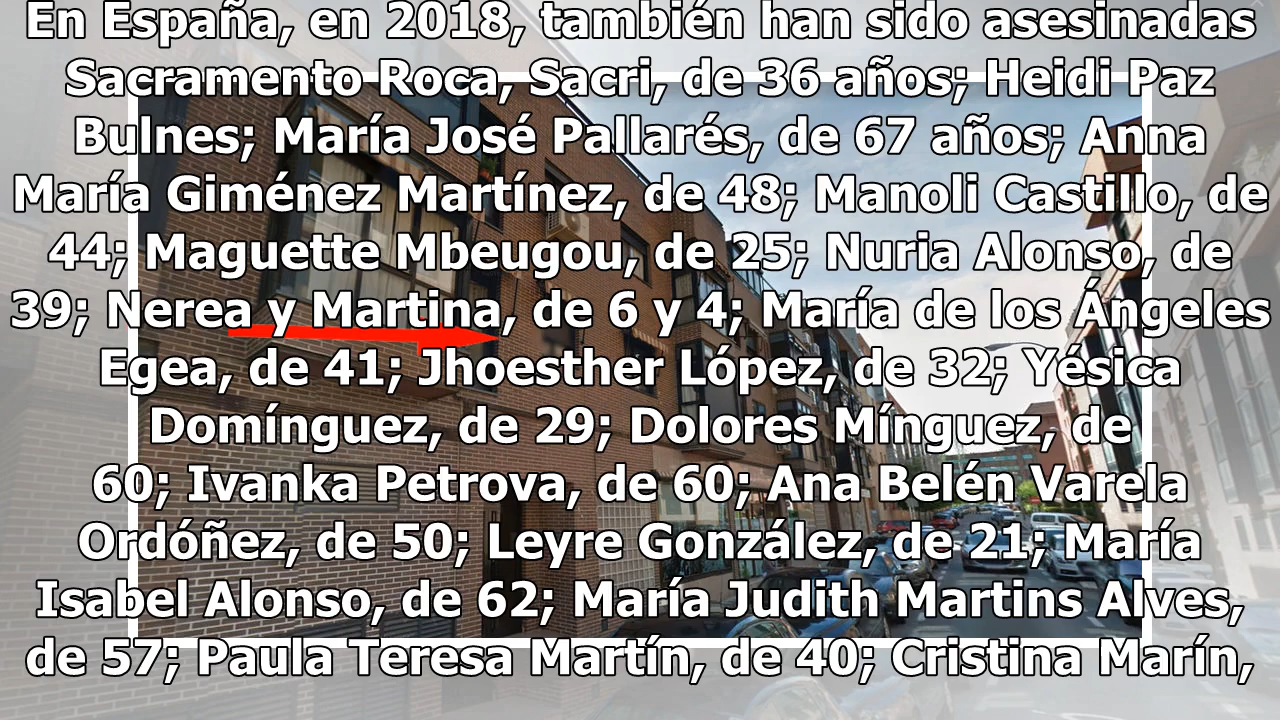 En España, en 2018, también han sido asesinadas
Sacramento Roca, Sacri, de 36 años; Heidi Paz
Bulnes; María José Pallarés, de 67 años; Anna
María Giménez Martínez, de 48; Manoli Castillo, de
44; Maguette Mbeugou, de 25; Nuria Alonso, de
39; Nerea y Martina, de 6 y 4; María de los Ángeles
Egea, de 41; Jhoesther López, de 32; Yésica
Domínguez, de 29; Dolores Mínguez, de
60; Ivanka Petrova, de 60; Ana Belén Varela
Ordóñez, de 50; Leyre González, de 21; María
Isabel Alonso, de 62; María Judith Martins Alves,
de 57; Paula Teresa Martín, de 40; Cristina Marín,